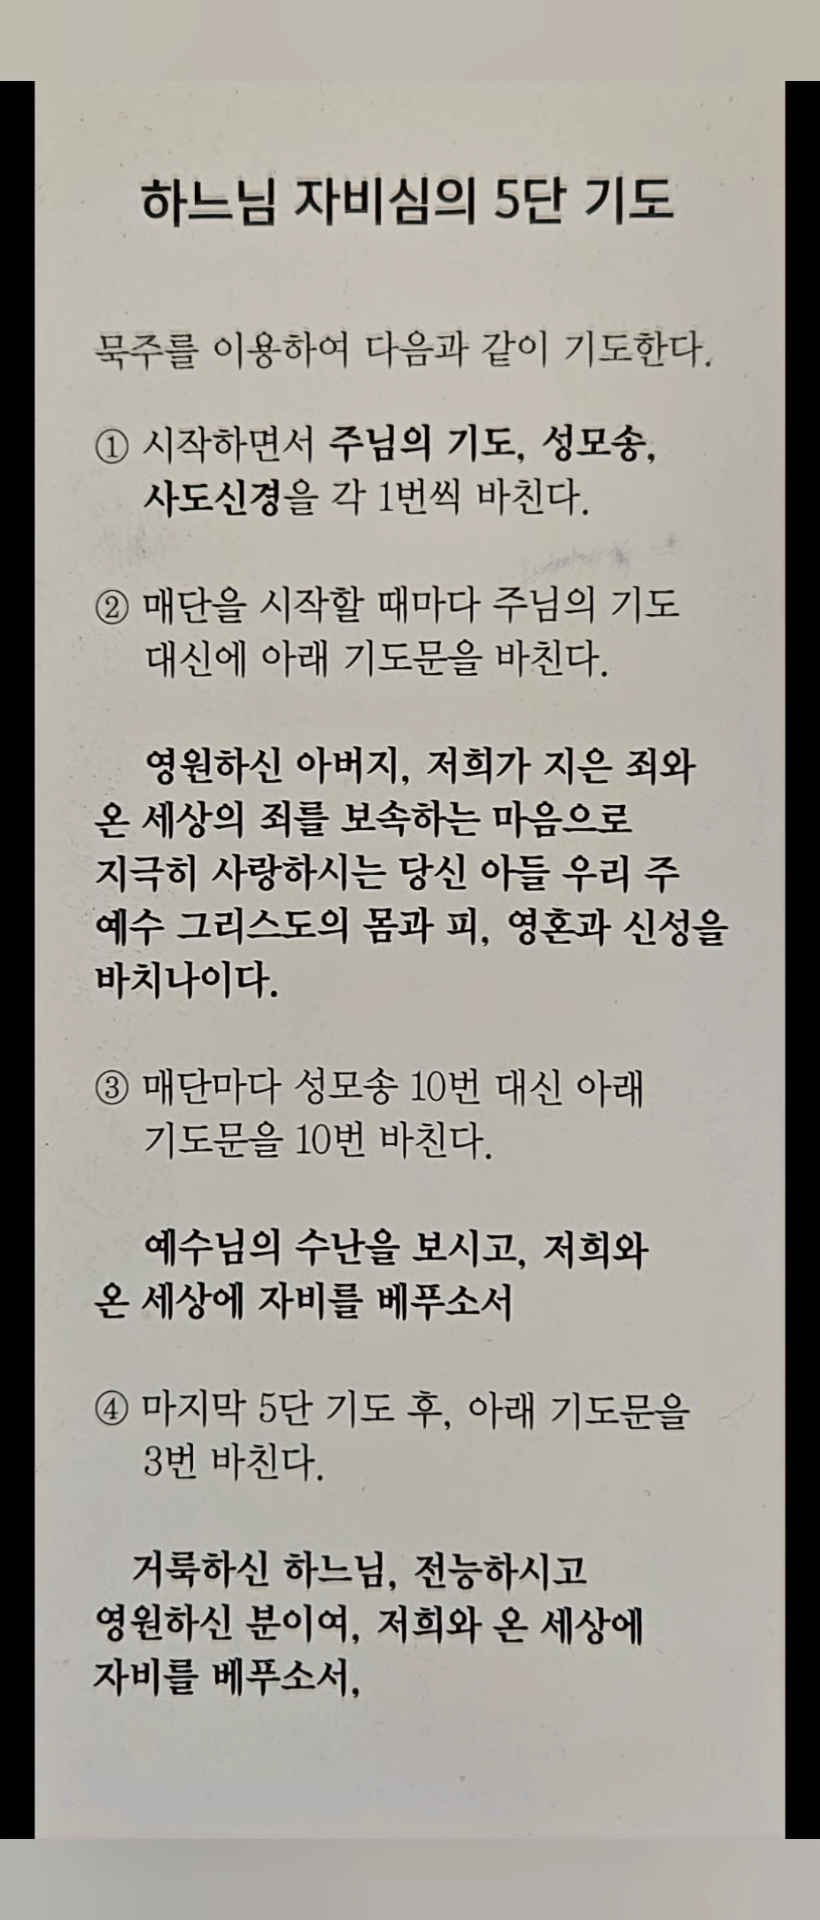 하느님 자비심의 5단 기도
묵주를 이용하여 다음과 같이 기도한다.
① 시작하면서 주님의 기도, 성모송,
사도신경을 각 1번씩 바친다.
② 매단을 시작할 때마다 주님의 기도
대신에 아래 기도문을 바친다.
영원하신 아버지, 저희가 지은 죄와
온 세상의 죄를 보속하는 마음으로
지극히 사랑하시는 당신 아들 우리 주
예수 그리스도의 몸과 피, 영혼과 신성을
바치나이다.
③ 매단마다 성모송 10번 대신 아래
기도문을 10번 바친다.
예수님의 수난을 보시고, 저희와
온 세상에 자비를 베푸소서
④ 마지막 5단 기도 후, 아래 기도문을
3번 바친다.
거룩하신 하느님, 전능하시고
영원하신 분이여, 저희와 온 세상에
자비를 베푸소서,